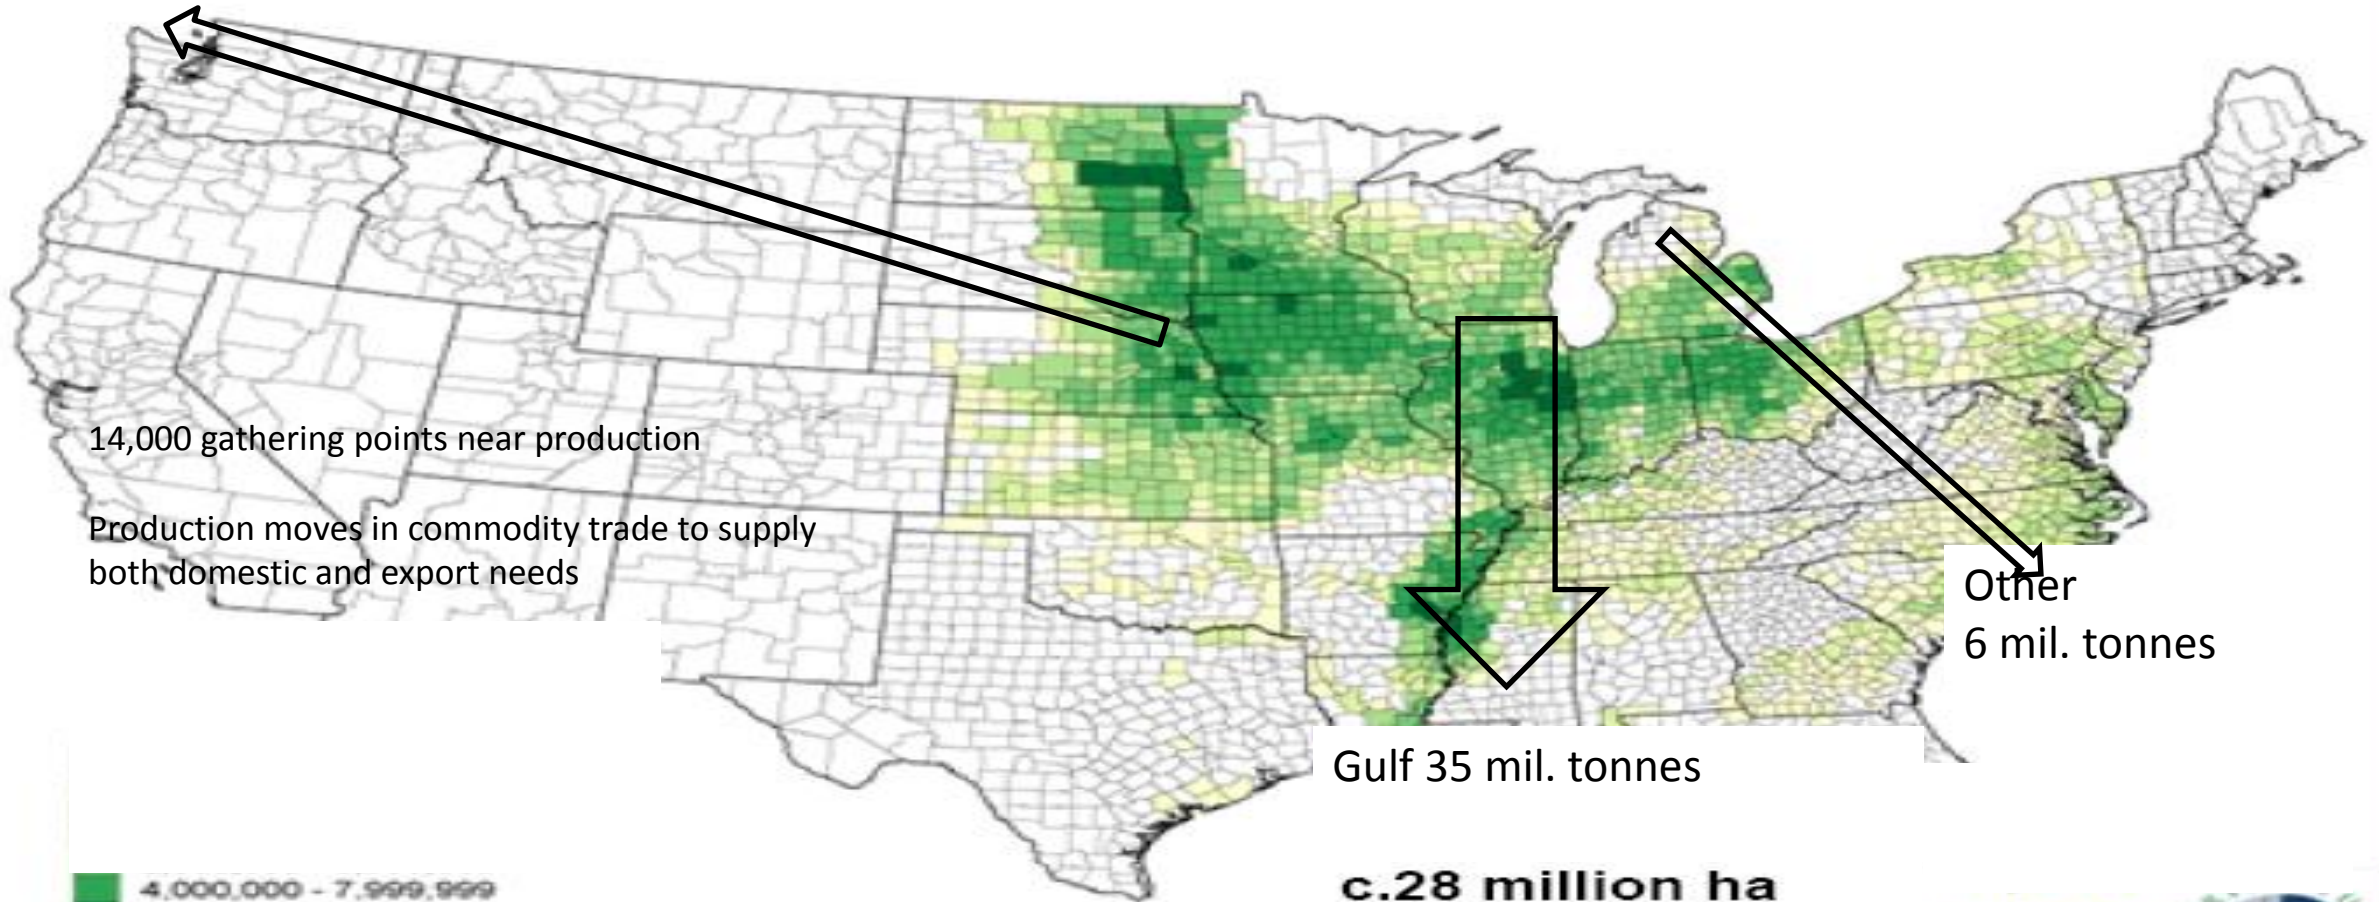 14,000 gathering points near production
Production moves in commodity trade to supply
both domestic and export needs
Other
6 mil. tonnes
Gulf 35 mil. tonnes
4,000,000 - 7,999,999
c.28 million ha